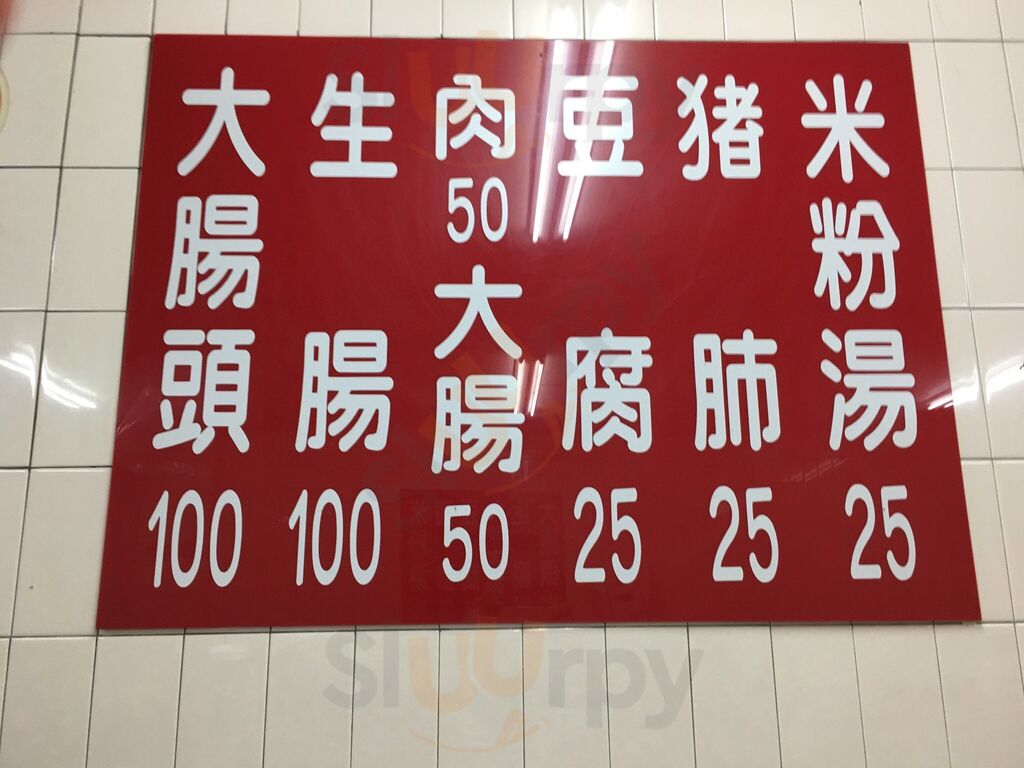 米粉湯 25
猪肺 25
豆腐 25
肉 50
大腸 50
生腸 100
大腸頭 100
sluurpy